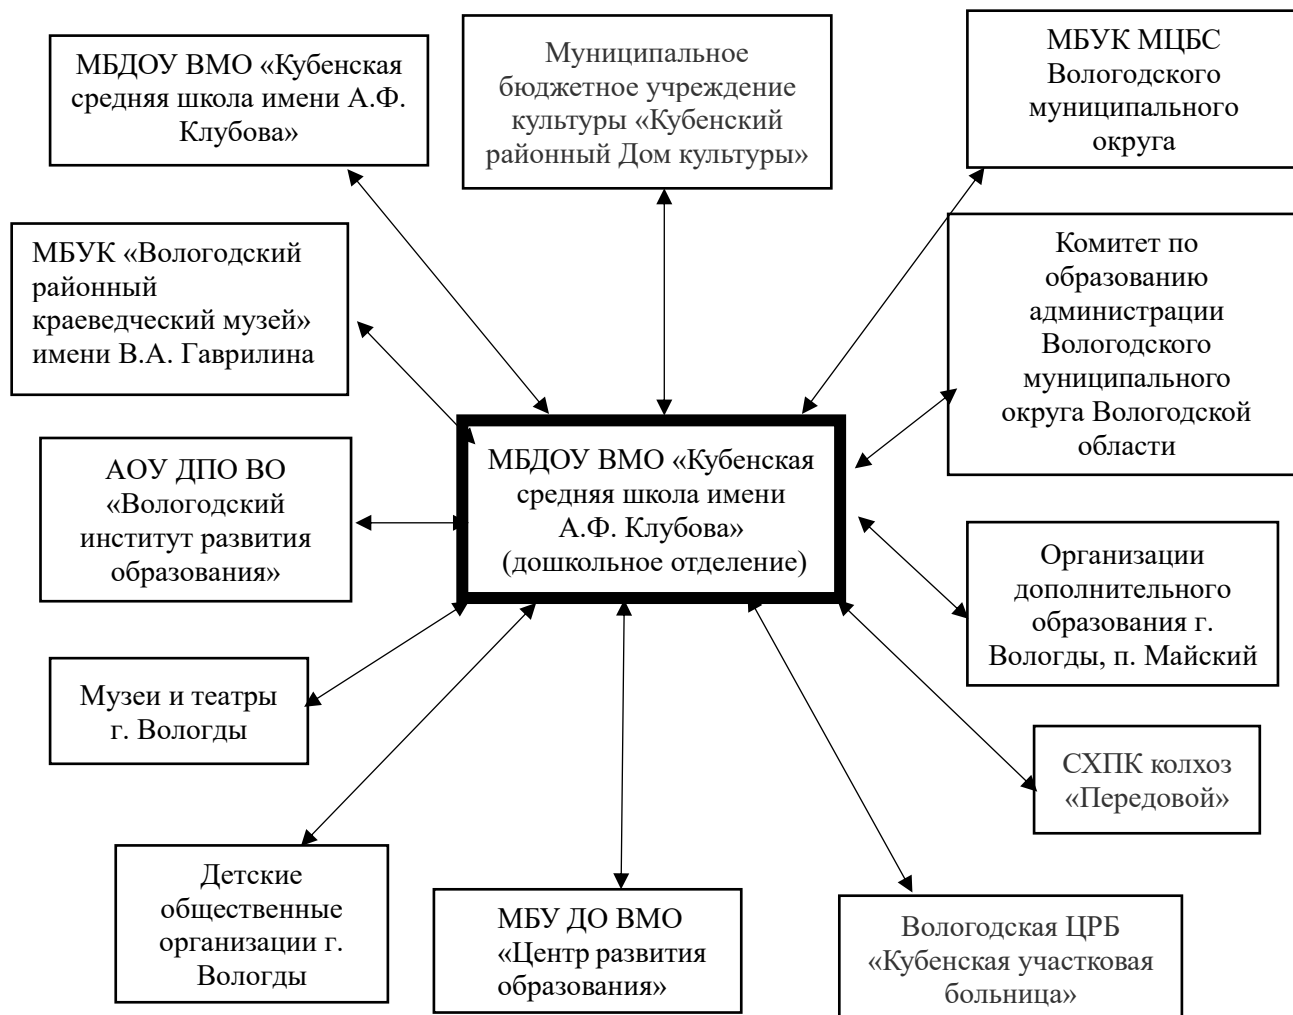 МБДОУ ВМО «Кубенская
средняя школа имени А.Ф.
Клубова»
Муниципальное
бюджетное учреждение
культуры «Кубенский
районный Дом культуры»
МБУК МЦБС
Вологодского
муниципального
округа
МБУК «Вологодский
районный
краеведческий музей»
имени В.А. Гаврилина
Комитет по
образованию
администрации
Вологодского
муниципального
округа Вологодской
области
АОУ ДПО ВО
«Вологодский
институт развития
образования»
МБДОУ ВМО «Кубенская
средняя школа имени
А.Ф. Клубова»
(дошкольное отделение)
Организации
дополнительного
образования г.
Вологды, п. Майский
Музеи и театры
г. Вологды
СХПК колхоз
«Передовой»
Детские
общественные
организации г.
Вологды
МБУ ДО ВМО
«Центр развития
образования»
Вологодская ЦРБ
«Кубенская участковая
больница»